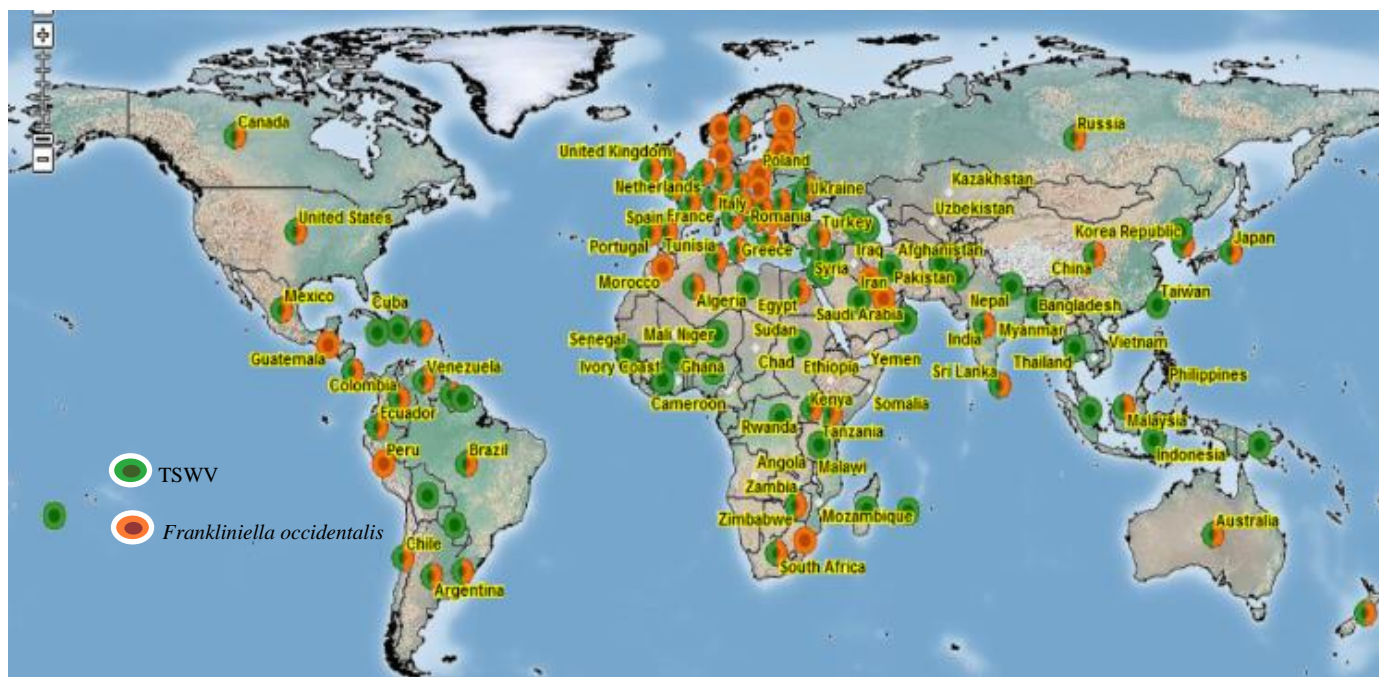 Canada
Russia
United Kingdom
Poland
Netherlands
Ukraine
Kazakhstan
Italy
Uzbekistan
United States
Spain
France
Romania
Turkey
Korea Republic
Japan
Portugal
Tunisia
Greece
Iraq
Afghanistan
China
Syria
Morocco
Iran
Pakistan
Mexico
Cuba
Algeria
Egypt
Saudi Arabia
Nepal
Bangladesh
Taiwan
Senegal
Mali
Niger
Sudan
India
Myanmar
Guatemala
Venezuela
Ivory Coast
Ghana
Chad
Ethiopia
Yemen
Thailand
Vietnam
Colombia
Sri Lanka
Philippines
Cameroon
Somalia
Ecuador
Kenya
Malaysia
Rwanda
Tanzania
Peru
Brazil
Angola
Malawi
Indonesia
TSWV
Zambia
Zimbabwe
Mozambique
Australia
Frankliniella occidentalis
Chile
South Africa
Argentina